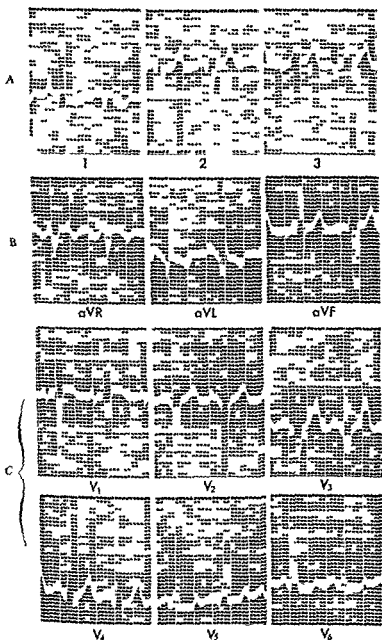 A
1 2 3
B
aVR aVL aVF
C
V₁ V₂ V₃
V₄ V₅ V₆